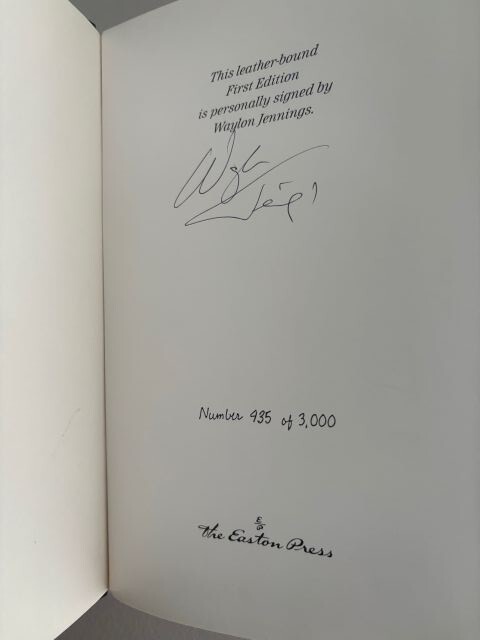 This leather-bound
First Edition
is personally signed by
Waylon Jennings.
Number 935 of 3,000
The Easton Press